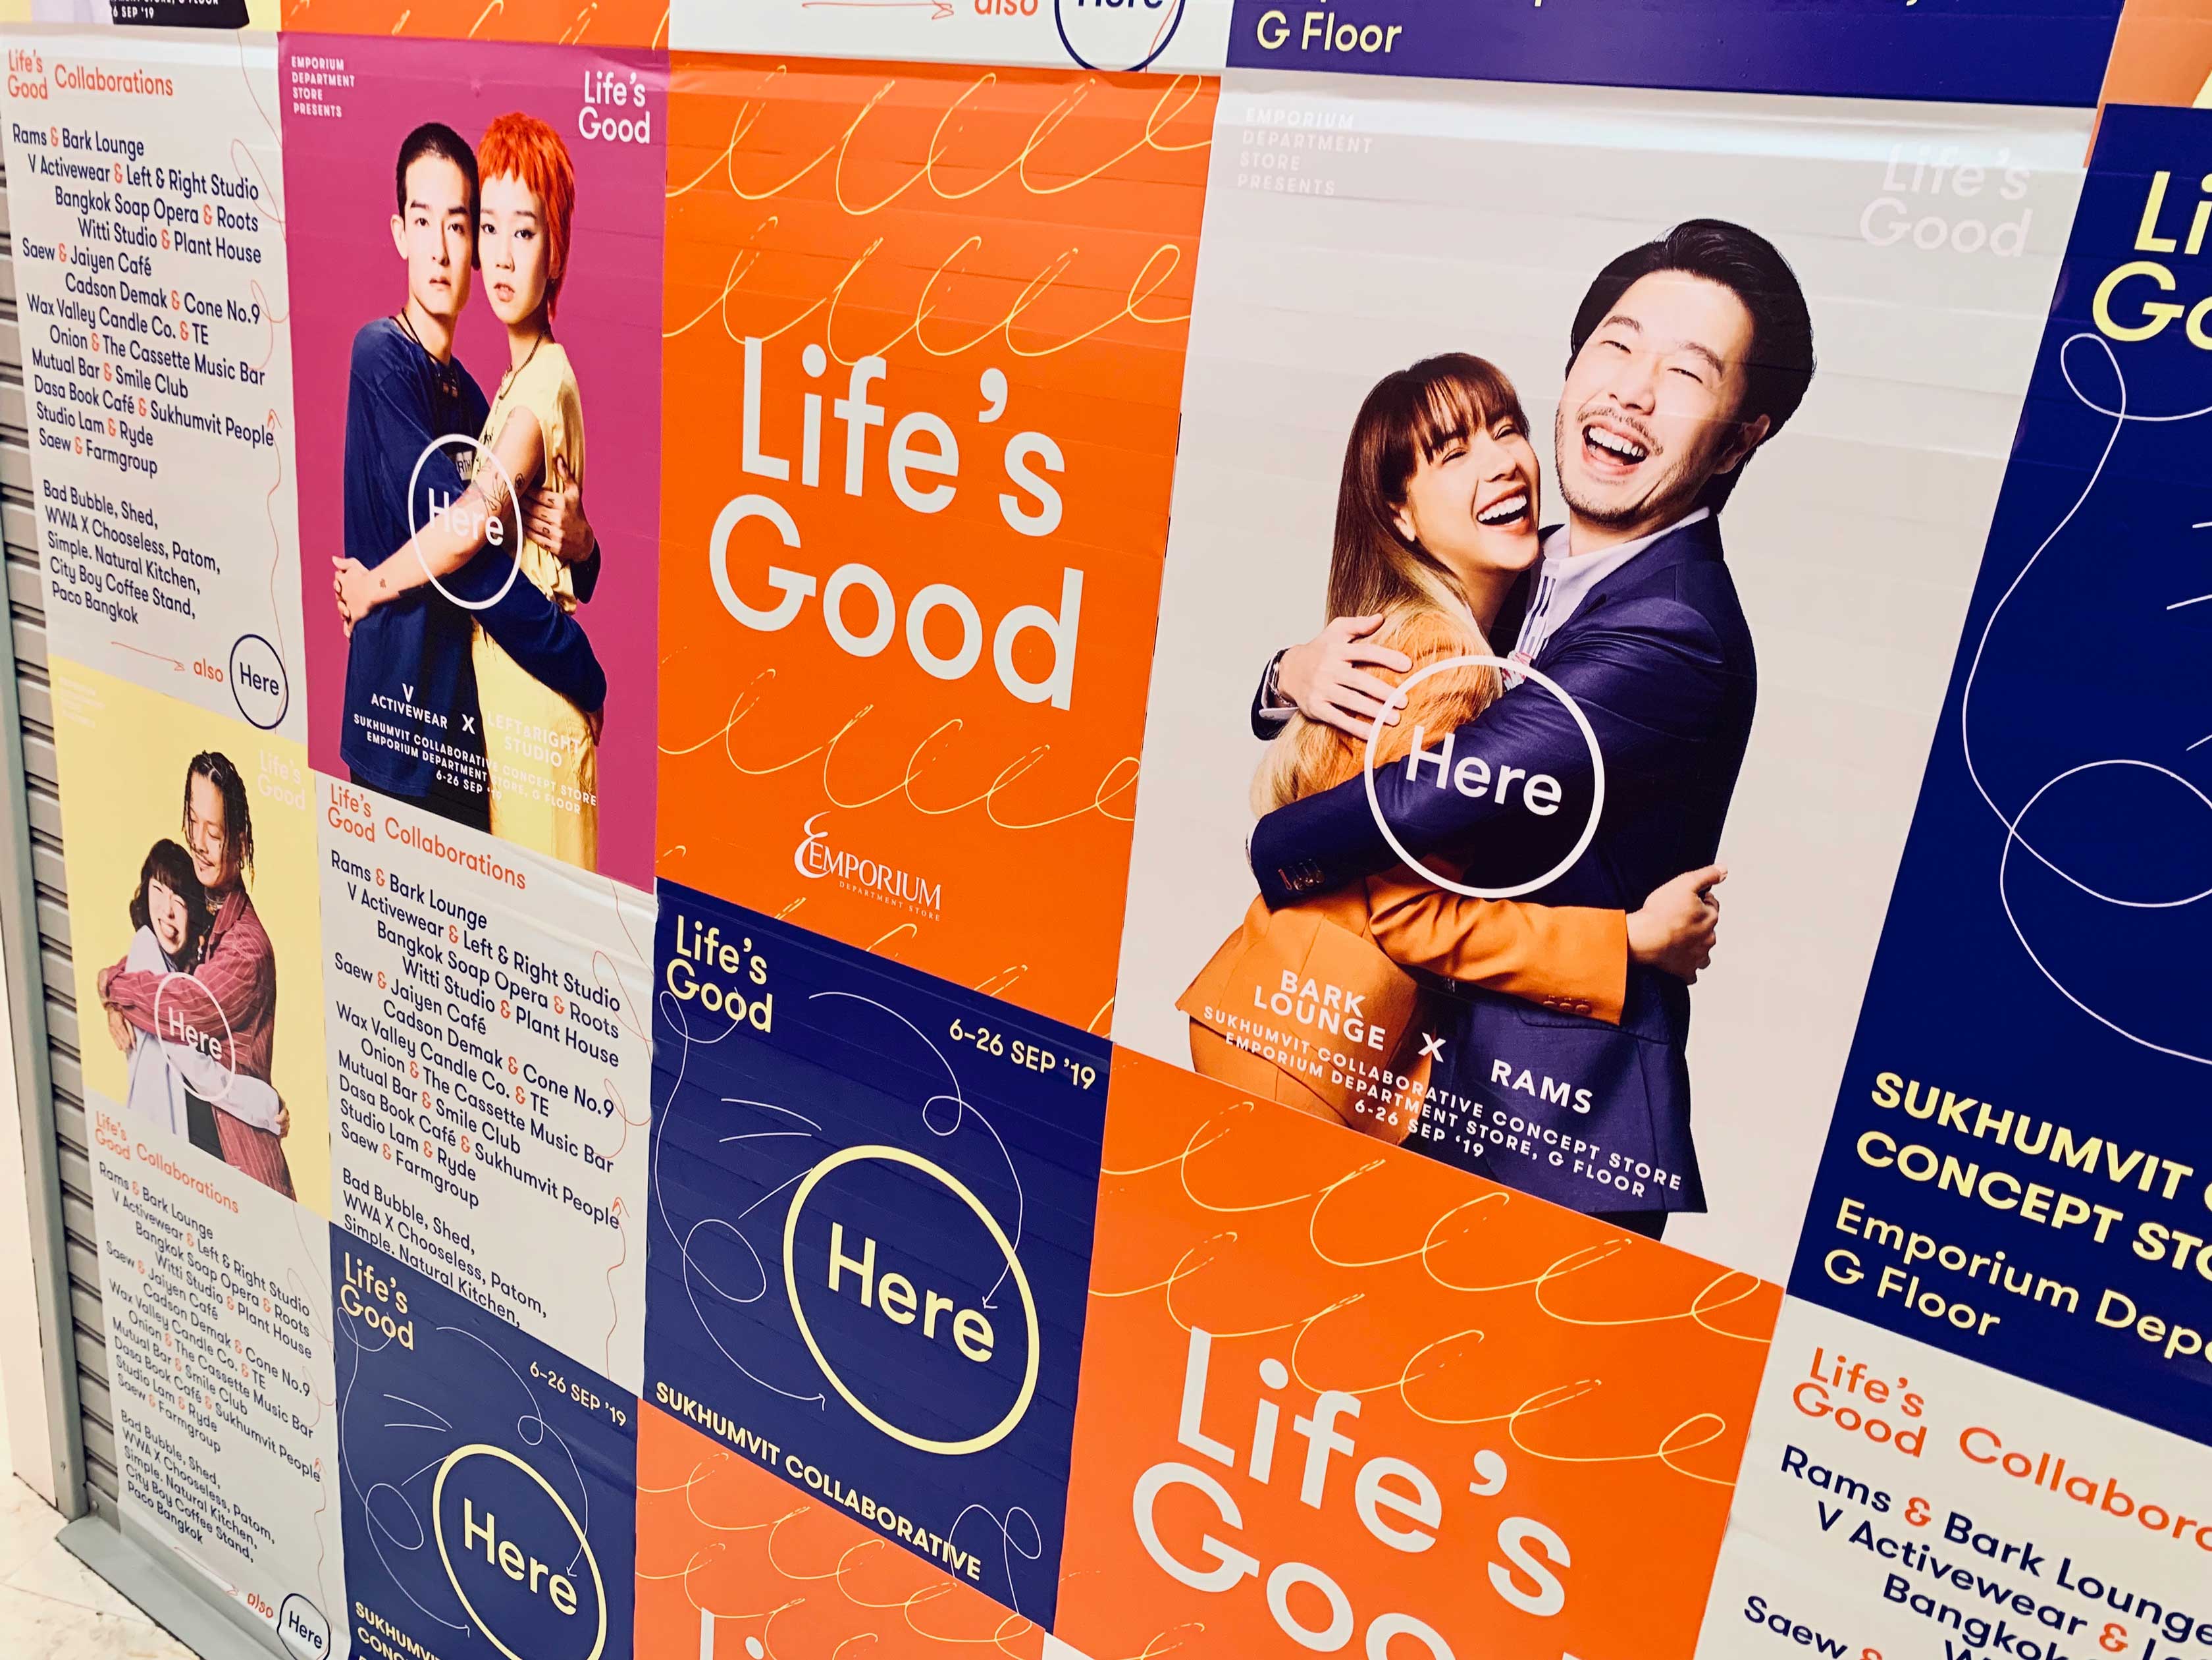 6 SEP '19
also
Here
G Floor
Life's
Good
Collaborations
Rams & Bark Lounge
V Activewear & Left & Right Studio
Bangkok Soap Opera & Roots
Witti Studio & Plant House
Saew & Jaiyen Café
Cadson Demak & Cone No.9
Wax Valley Candle Co. & TE
Onion & The Cassette Music Bar
Mutual Bar & Smile Club
Dasa Book Café & Sukhumvit People
Studio Lam & Ryde
Saew & Farmgroup
Bad Bubble, Shed,
WWA X Chooseless, Patom,
Simple. Natural Kitchen,
City Boy Coffee Stand,
Paco Bangkok
also
Here
EMPORIUM
DEPARTMENT
STORE
PRESENTS
Life's
Good
Here
V
ACTIVEWEAR
X
LEFT&RIGHT
STUDIO
SUKHUMVIT COLLABORATIVE CONCEPT STORE
EMPORIUM DEPARTMENT STORE, G FLOOR
6-26 SEP '19
Life's
Good
EMPORIUM
DEPARTMENT STORE
EMPORIUM
DEPARTMENT
STORE
PRESENTS
Life's
Good
Here
BARK
LOUNGE
X
RAMS
SUKHUMVIT COLLABORATIVE CONCEPT STORE
EMPORIUM DEPARTMENT STORE, G FLOOR
6-26 SEP '19
SUKHUMVIT
CONCEPT
Emporium
G Floor
Life's
Good
Here
Life's
Good
Collaborations
Rams & Bark Lounge
V Activewear & Left & Right Studio
Bangkok Soap Opera & Roots
Witti Studio & Plant House
Saew & Jaiyen Café
Cadson Demak & Cone No.9
Wax Valley Candle Co. & TE
Onion & The Cassette Music Bar
Mutual Bar & Smile Club
Dasa Book Café & Sukhumvit People
Studio Lam & Ryde
Saew & Farmgroup
Bad Bubble, Shed,
WWA X Chooseless, Patom,
Simple. Natural Kitchen,
Life's
Good
6-26 SEP '19
Here
SUKHUMVIT COLLABORATIVE
Life's
Life's
Good
Collaborations
Rams & Bark Lounge
V Activewear & Left & Right Studio
Bangkok Soap Opera & Roots
Witti Studio & Plant House
Saew & Jaiyen Café
Cadson Demak & Cone No.9
Wax Valley Candle Co. & TE
Onion & The Cassette Music Bar
Mutual Bar & Smile Club
Dasa Book Café & Sukhumvit People
Studio Lam & Ryde
Saew & Farmgroup
Bad Bubble, Shed,
WWA X Chooseless, Patom,
Simple. Natural Kitchen,
City Boy Coffee Stand,
Paco Bangkok
also
Here
Life's
Good
6-26 SEP '19
Here
Life's
Good
Rams & Bark Lounge
V Activewear &
Bangkok
Saew